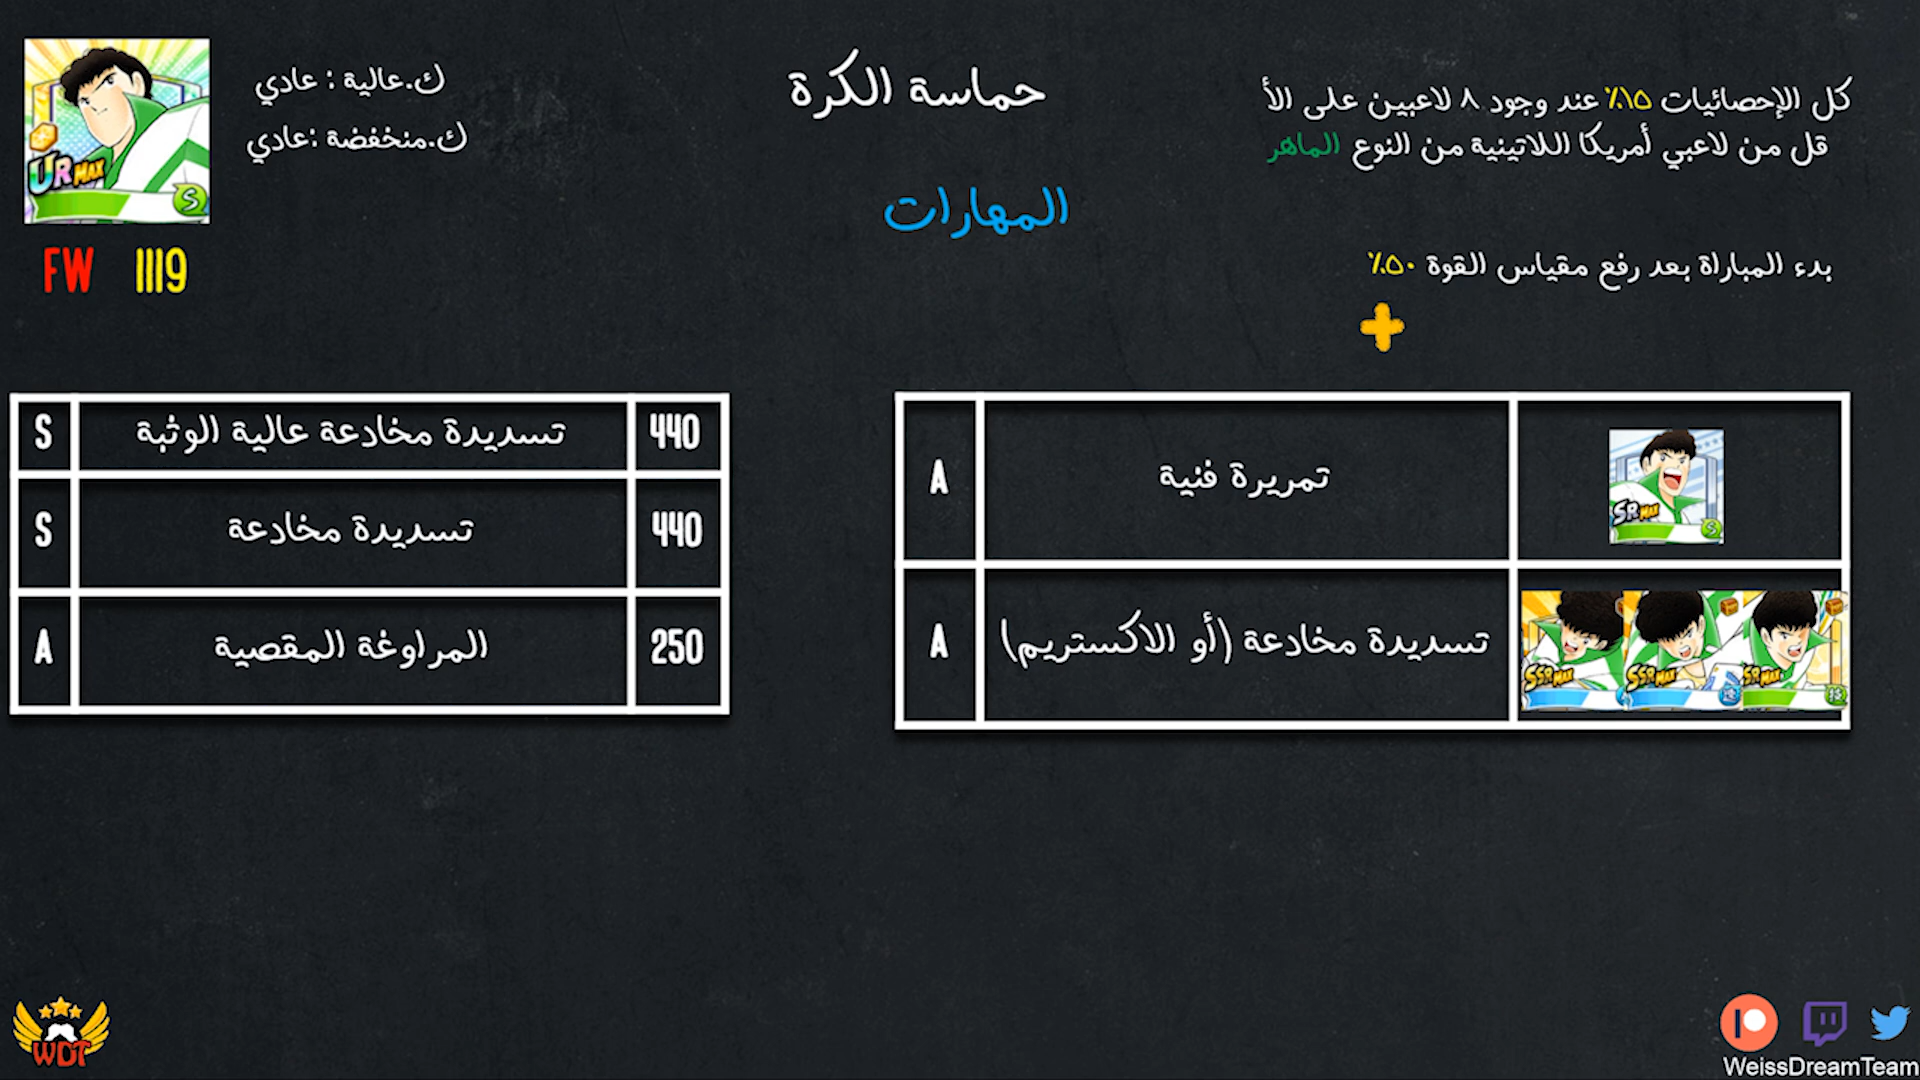 ك.عالية : عادي
ك.منخفضة :عادي
حماسة الكرة
كل الإحصائيات ١٥٪ عند وجود ٨ لاعبين على الأ
قل من لاعبي أمريكا اللاتينية من النوع الماهر
UR MAX
S
FW 1119
المهارات
بدء المباراة بعد رفع مقياس القوة ٥٠٪
S تسديدة مخادعة عالية الوثبة 440
S تسديدة مخادعة 440
A المراوغة المقصية 250
A تمريرة فنية
SR MAX
S
A تسديدة مخادعة (أو الاكستريم)
SSR MAX SSR MAX SR MAX
WDT
WeissDreamTeam